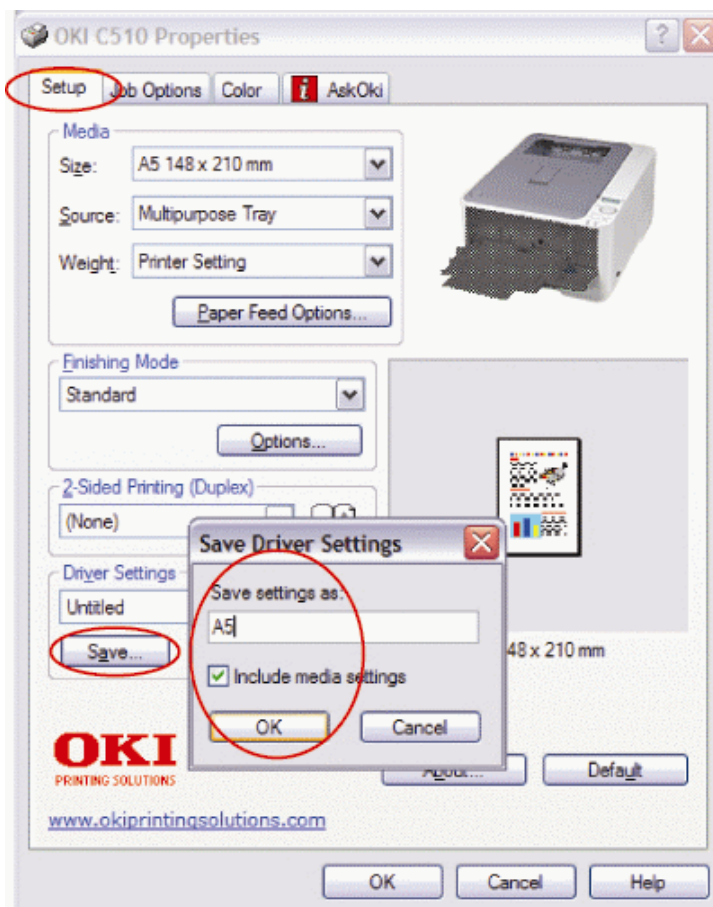 OKI C510 Properties
Setup Job Options Color i AskOki
Media
Size: A5 148 x 210 mm
Source: Multipurpose Tray
Weight: Printer Setting
Paper Feed Options...
Finishing Mode
Standard
Options...
2-Sided Printing (Duplex)
(None)
Save Driver Settings
Driver Settings
Untitled
Save settings as:
A5
Save...
48 x 210 mm
Include media settings
OK Cancel
OKI
PRINTING SOLUTIONS
About... Default
www.okiprintingsolutions.com
OK Cancel Help